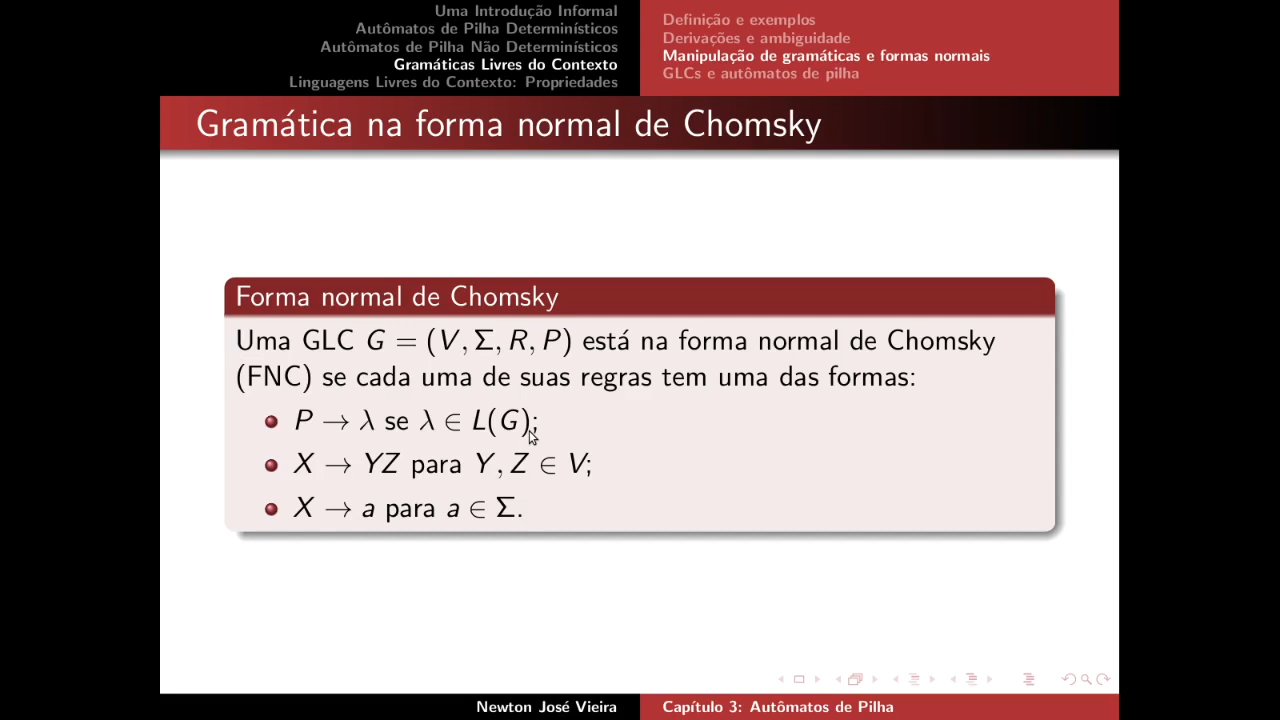 Uma Introdução Informal
Autômatos de Pilha Determinísticos
Autômatos de Pilha Não Determinísticos
Gramáticas Livres do Contexto
Linguagens Livres do Contexto: Propriedades
Definição e exemplos
Derivações e ambiguidade
Manipulação de gramáticas e formas normais
GLCs e autômatos de pilha
Gramática na forma normal de Chomsky
Forma normal de Chomsky
Uma GLC G = (V, Σ, R, P) está na forma normal de Chomsky
(FNC) se cada uma de suas regras tem uma das formas:
P → λ se λ ∈ L(G);
X → YZ para Y, Z ∈ V;
X → a para a ∈ Σ.
Newton José Vieira
Capítulo 3: Autômatos de Pilha